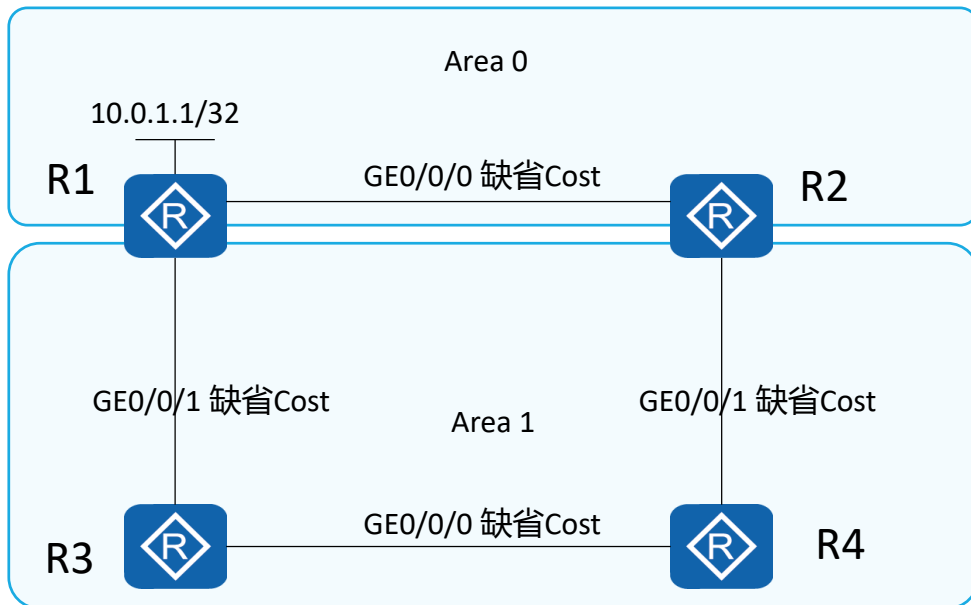 Area 0
10.0.1.1/32
R1
GE0/0/0 缺省Cost
R2
R
R
GE0/0/1 缺省Cost
GE0/0/1 缺省Cost
Area 1
R3
R
GE0/0/0 缺省Cost
R
R4